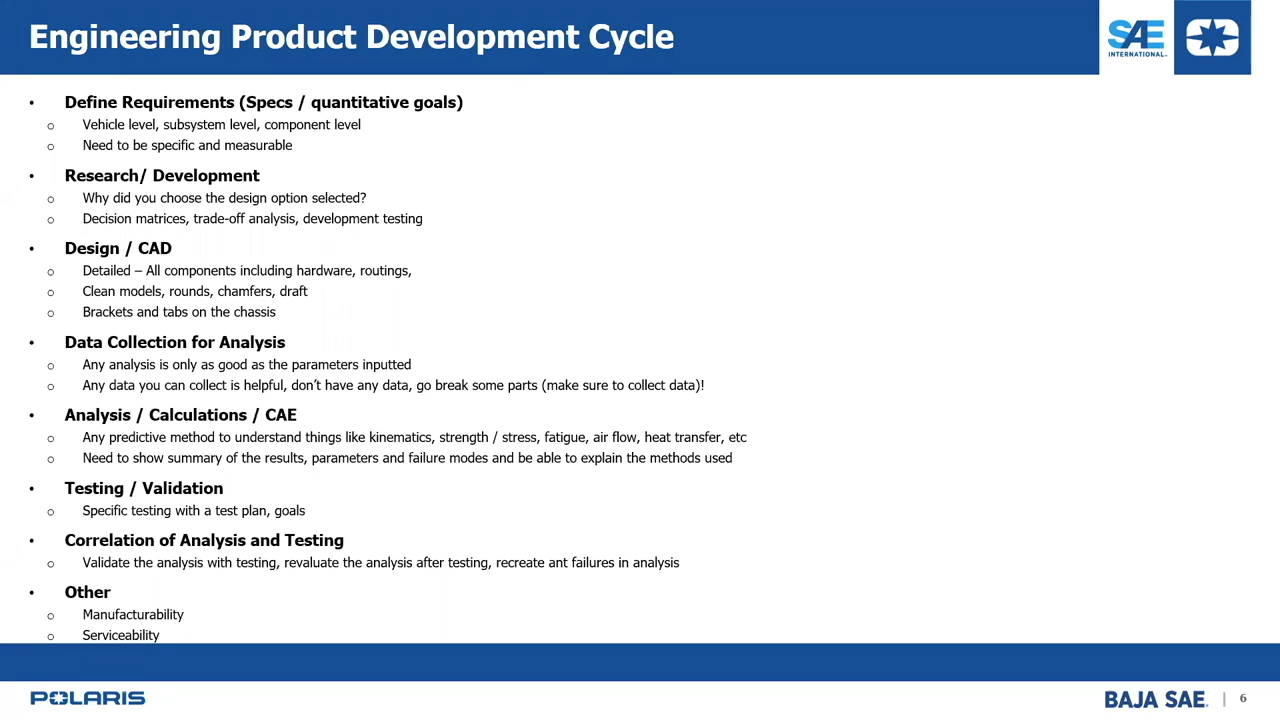 Engineering Product Development Cycle
SAE
INTERNATIONAL
• Define Requirements (Specs / quantitative goals)
o Vehicle level, subsystem level, component level
o Need to be specific and measurable
• Research/ Development
o Why did you choose the design option selected?
o Decision matrices, trade-off analysis, development testing
• Design / CAD
o Detailed – All components including hardware, routings,
o Clean models, rounds, chamfers, draft
o Brackets and tabs on the chassis
• Data Collection for Analysis
o Any analysis is only as good as the parameters inputted
o Any data you can collect is helpful, don’t have any data, go break some parts (make sure to collect data)!
• Analysis / Calculations / CAE
o Any predictive method to understand things like kinematics, strength / stress, fatigue, air flow, heat transfer, etc
o Need to show summary of the results, parameters and failure modes and be able to explain the methods used
• Testing / Validation
o Specific testing with a test plan, goals
• Correlation of Analysis and Testing
o Validate the analysis with testing, revaluate the analysis after testing, recreate ant failures in analysis
• Other
o Manufacturability
o Serviceability
POLARIS
BAJA SAE | 6